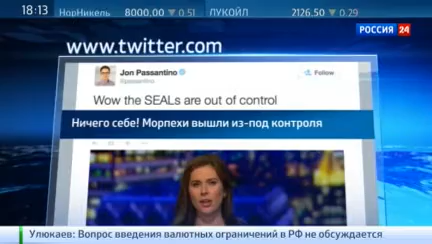 18:13 НорНикель 8000.00 ▼ 0.51 ЛУКОЙЛ 2126.50 ▼ 0.29
РОССИЯ 24
www.twitter.com
Jon Passantino
@passantino
Follow
Wow the SEALs are out of control
Ничего себе! Морпехи вышли из-под контроля
Улюкаев: Вопрос введения валютных ограничений в РФ не обсуждается